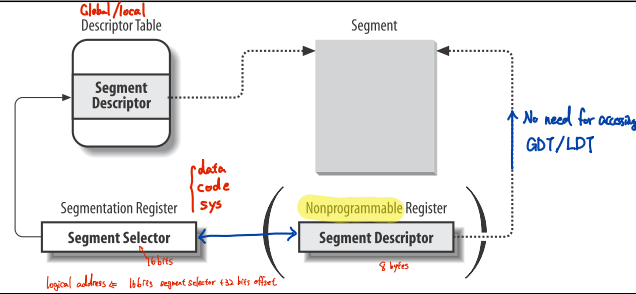 Global/local
Descriptor Table
Segment
Segment
Descriptor
No need for accessing
GDT/LDT
data
code
sys
Segmentation Register
Nonprogrammable Register
Segment Selector
Segment Descriptor
16bits
8 bytes
logical address = 16bits segment selector + 32 bits offset